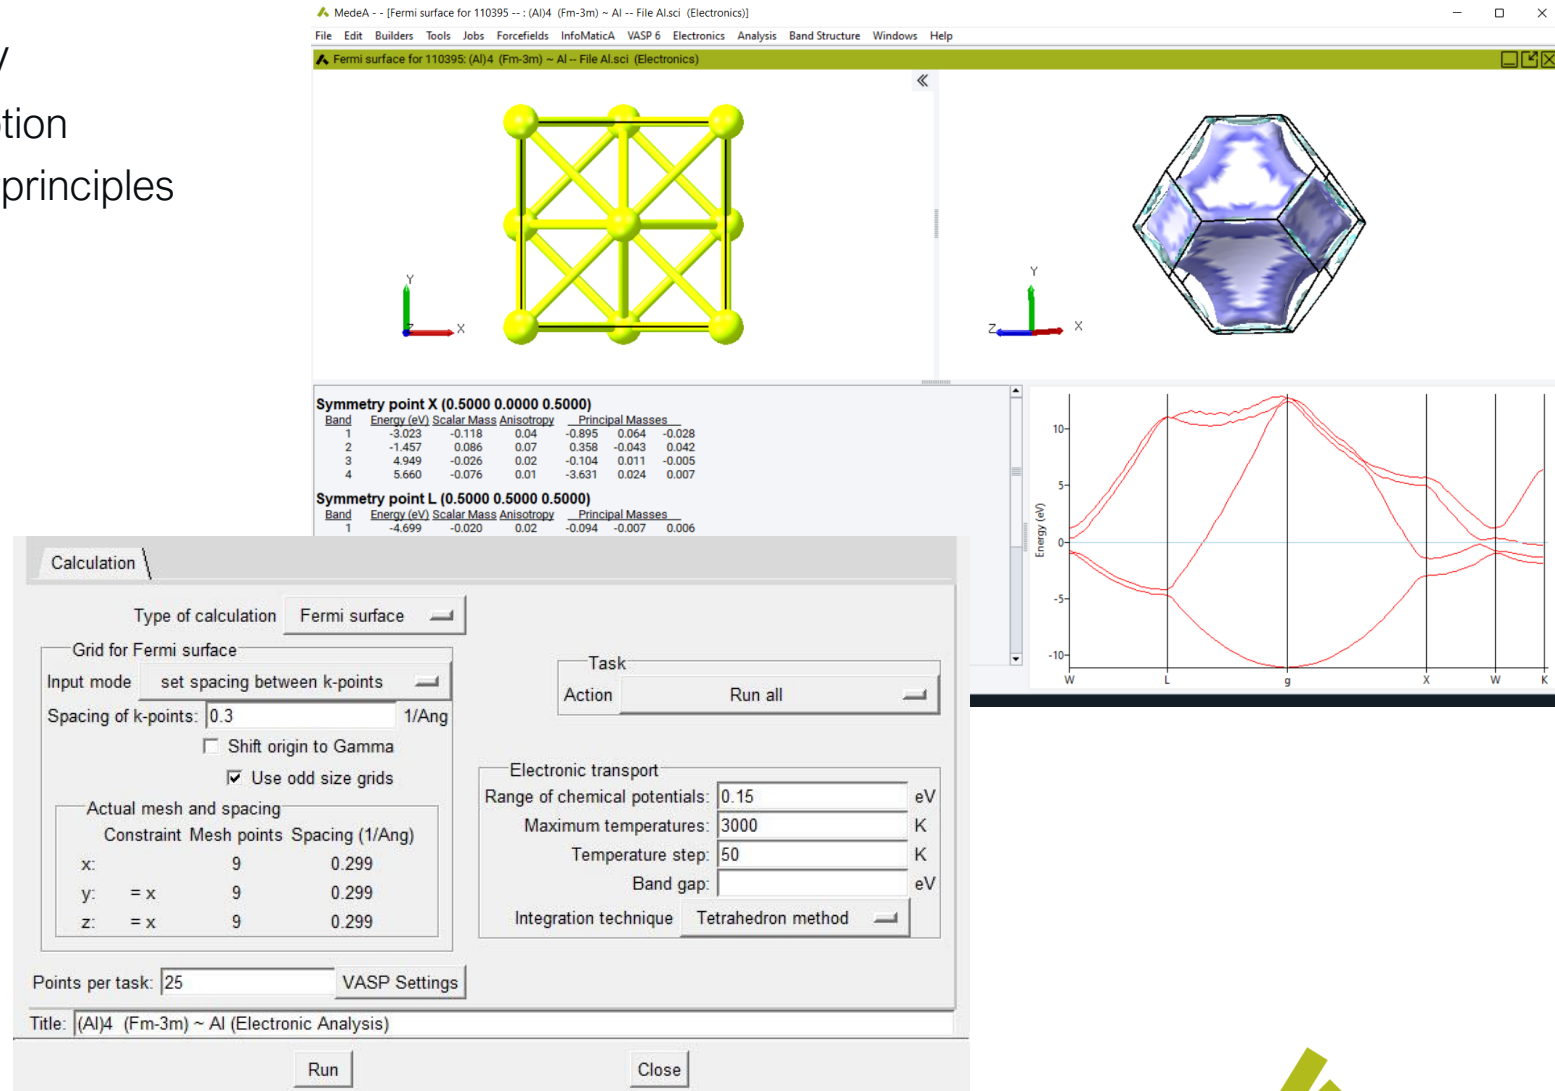 MedeA - - [Fermi surface for 110395 -- : (Al)4 (Fm-3m) ~ Al -- File Al.sci (Electronics)]
File Edit Builders Tools Jobs Forcefields InfoMaticA VASP 6 Electronics Analysis Band Structure Windows Help
Fermi surface for 110395: (Al)4 (Fm-3m) ~ Al -- File Al.sci (Electronics)
principles
Y
Z
X
Y
Z
X
Symmetry point X (0.5000 0.0000 0.5000)
Band Energy (eV) Scalar Mass Anisotropy Principal Masses
1 -3.023 -0.118 0.04 -0.895 0.064 -0.028
2 -1.457 0.086 0.07 0.358 -0.043 0.042
3 4.949 -0.026 0.02 -0.104 0.011 -0.005
4 5.660 -0.076 0.01 -3.631 0.024 0.007
Symmetry point L (0.5000 0.5000 0.5000)
Band Energy (eV) Scalar Mass Anisotropy Principal Masses
1 -4.699 -0.020 0.02 -0.094 -0.007 0.006
10-
5-
0-
-5-
-10-
Energy (eV)
W L g X W K
Calculation
Type of calculation Fermi surface
Grid for Fermi surface
Input mode set spacing between k-points
Spacing of k-points: 0.3 1/Ang
Shift origin to Gamma
Use odd size grids
Actual mesh and spacing
Constraint Mesh points Spacing (1/Ang)
x: 9 0.299
y: = x 9 0.299
z: = x 9 0.299
Task
Action Run all
Electronic transport
Range of chemical potentials: 0.15 eV
Maximum temperatures: 3000 K
Temperature step: 50 K
Band gap: eV
Integration technique Tetrahedron method
Points per task: 25 VASP Settings
Title: (Al)4 (Fm-3m) ~ Al (Electronic Analysis)
Run Close